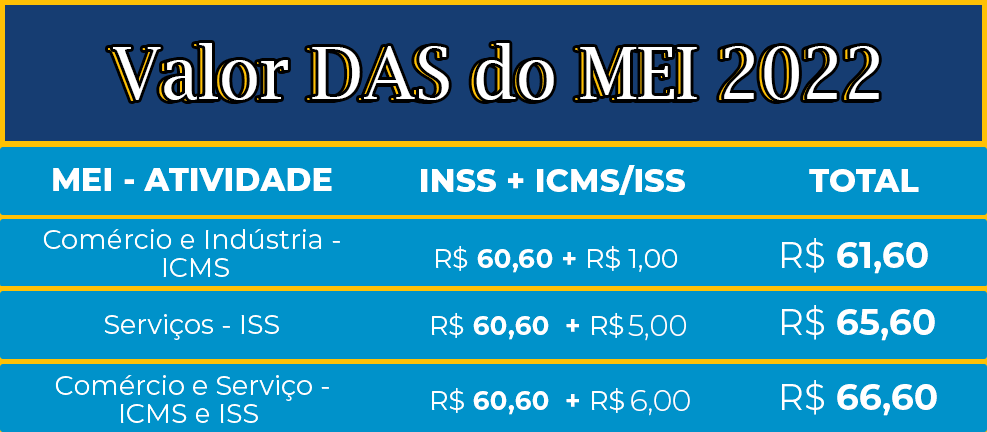 Valor DAS do MEI 2022
MEI - ATIVIDADE INSS + ICMS/ISS TOTAL
Comércio e Indústria -
ICMS
R$ 60,60 + R$ 1,00 R$ 61,60
Serviços - ISS R$ 60,60 + R$ 5,00 R$ 65,60
Comércio e Serviço -
ICMS e ISS
R$ 60,60 + R$ 6,00 R$ 66,60